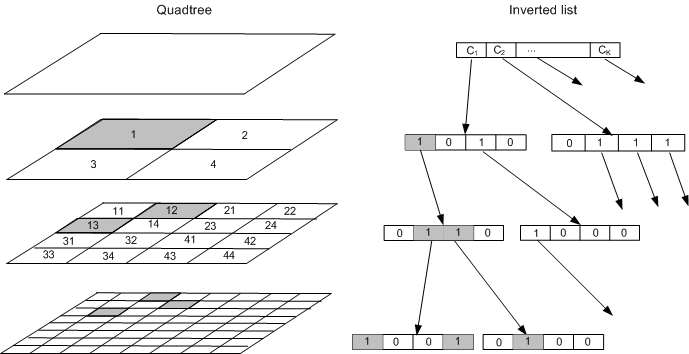 Quadtree
1 2
3 4
11 12 21 22
13 14 23 24
31 32 41 42
33 34 43 44
Inverted list
C1 C2 ... CK
1 0 1 0
0 1 1 1
0 1 1 0
1 0 0 0
1 0 0 1
0 1 0 0